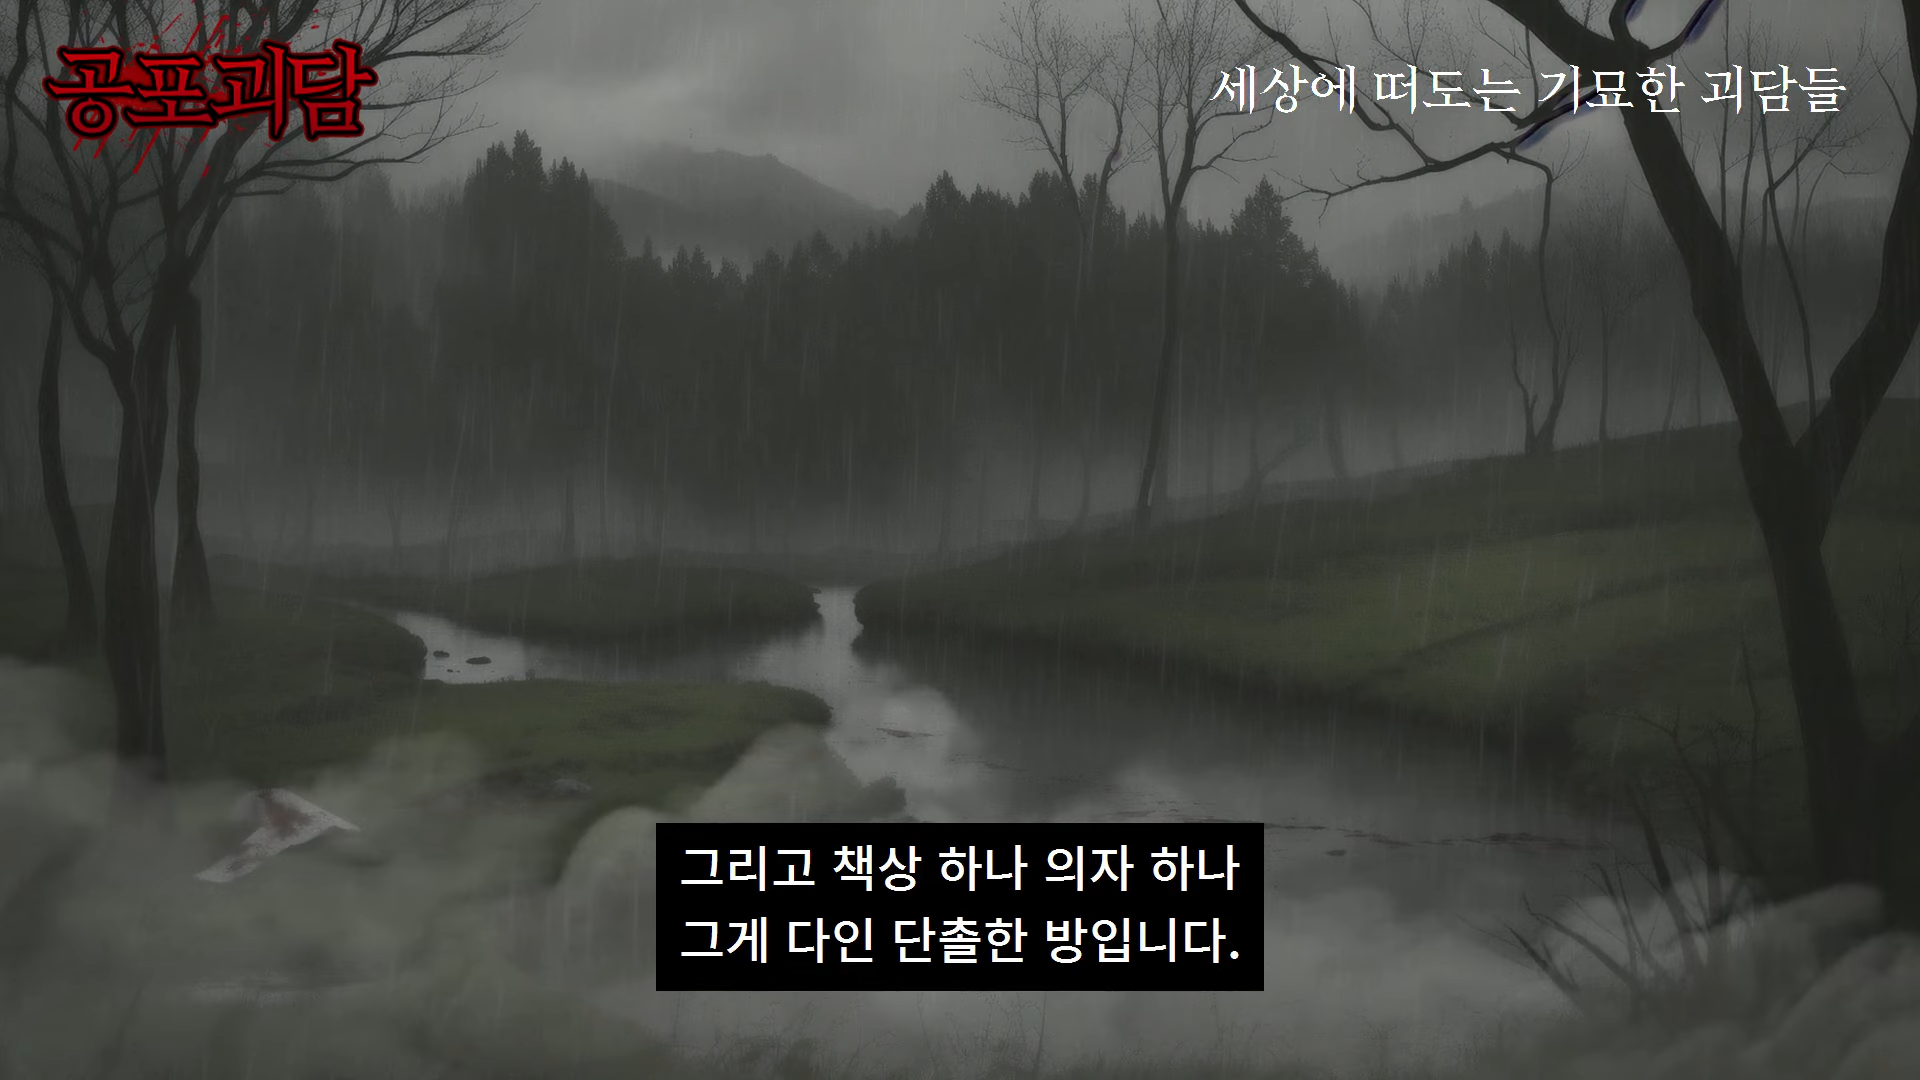 공포괴담
세상에 떠도는 기묘한 괴담들
그리고 책상 하나 의자 하나
그게 다인 단촐한 방입니다.